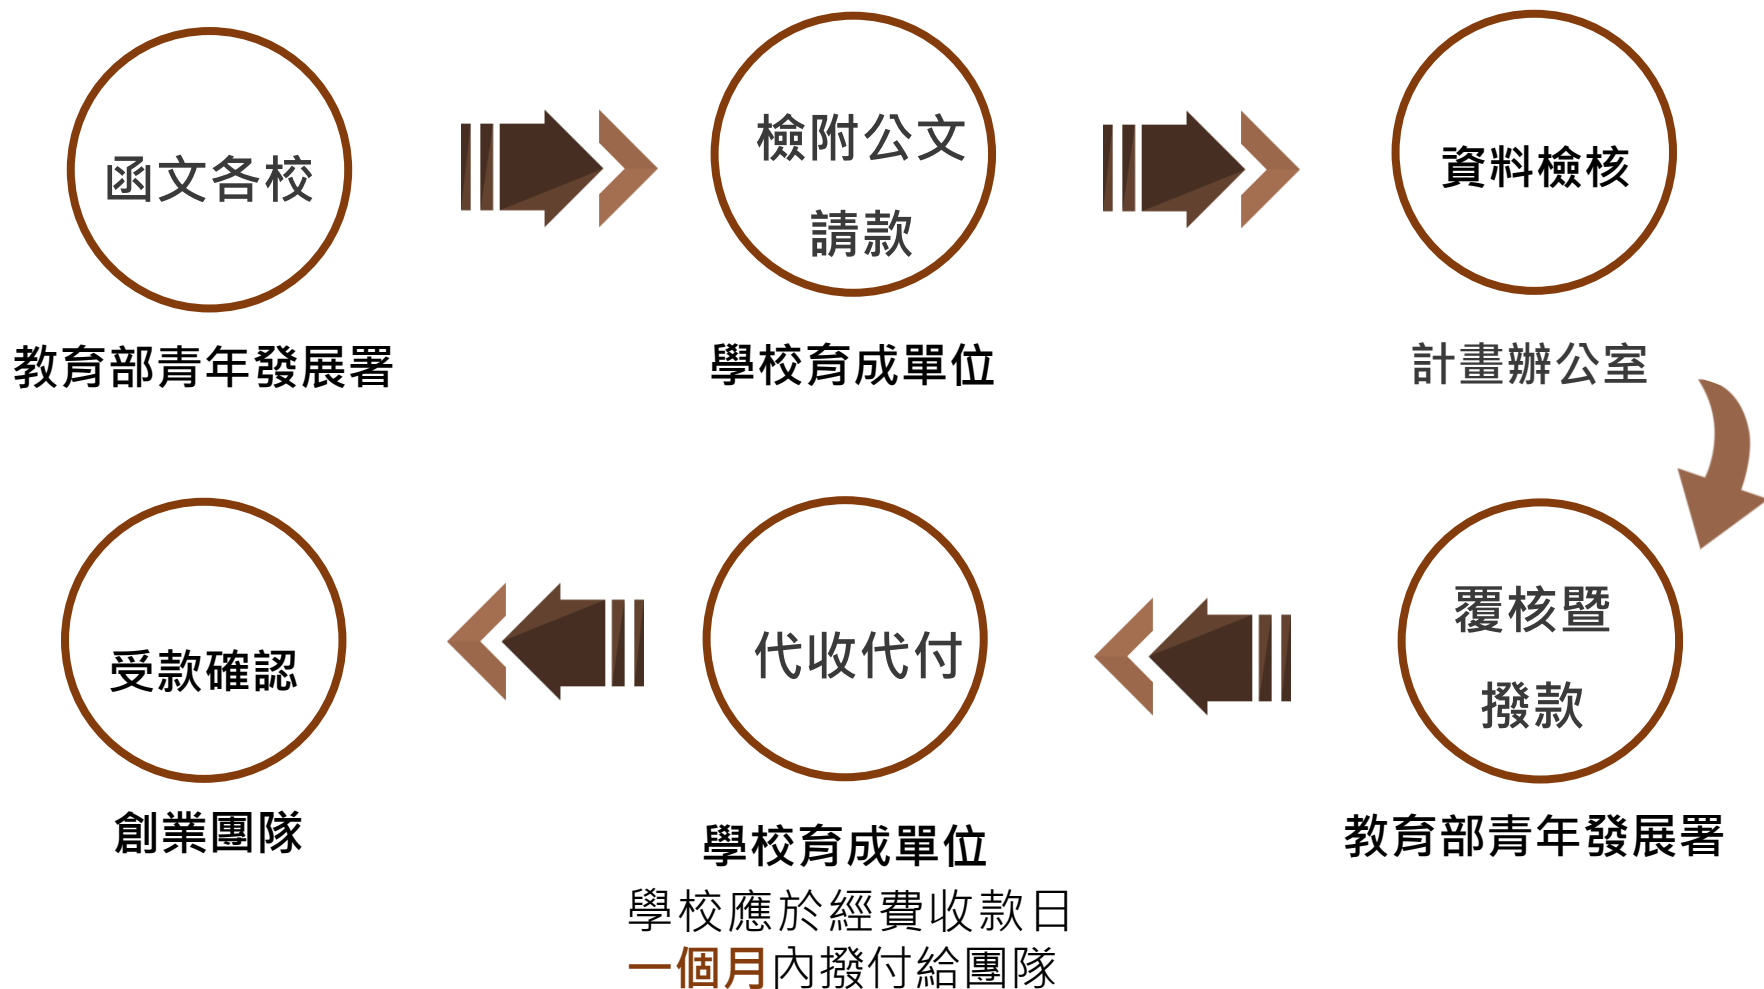 函文各校
教育部青年發展署
檢附公文
請款
學校育成單位
資料檢核
計畫辦公室
覆核暨
撥款
教育部青年發展署
代收代付
學校育成單位
學校應於經費收款日
一個月內撥付給團隊
受款確認
創業團隊